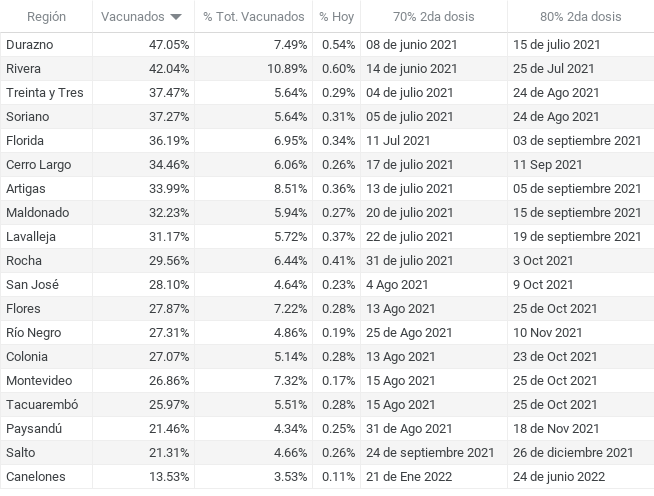 Región Vacunados % Tot. Vacunados % Hoy 70% 2da dosis 80% 2da dosis
Durazno 47.05% 7.49% 0.54% 08 de junio 2021 15 de julio 2021
Rivera 42.04% 10.89% 0.60% 14 de junio 2021 25 de Jul 2021
Treinta y Tres 37.47% 5.64% 0.29% 04 de julio 2021 24 de Ago 2021
Soriano 37.27% 5.64% 0.31% 05 de julio 2021 24 de Ago 2021
Florida 36.19% 6.95% 0.34% 11 Jul 2021 03 de septiembre 2021
Cerro Largo 34.46% 6.06% 0.26% 17 de julio 2021 11 Sep 2021
Artigas 33.99% 8.51% 0.36% 13 de julio 2021 05 de septiembre 2021
Maldonado 32.23% 5.94% 0.27% 20 de julio 2021 15 de septiembre 2021
Lavalleja 31.17% 5.72% 0.37% 22 de julio 2021 19 de septiembre 2021
Rocha 29.56% 6.44% 0.41% 31 de julio 2021 3 Oct 2021
San José 28.10% 4.64% 0.23% 4 Ago 2021 9 Oct 2021
Flores 27.87% 7.22% 0.28% 13 Ago 2021 25 de Oct 2021
Río Negro 27.31% 4.86% 0.19% 25 de Ago 2021 10 Nov 2021
Colonia 27.07% 5.14% 0.28% 13 Ago 2021 23 de Oct 2021
Montevideo 26.86% 7.32% 0.17% 15 Ago 2021 25 de Oct 2021
Tacuarembó 25.97% 5.51% 0.28% 15 Ago 2021 25 de Oct 2021
Paysandú 21.46% 4.34% 0.25% 31 de Ago 2021 18 de Nov 2021
Salto 21.31% 4.66% 0.26% 24 de septiembre 2021 26 de diciembre 2021
Canelones 13.53% 3.53% 0.11% 21 de Ene 2022 24 de junio 2022